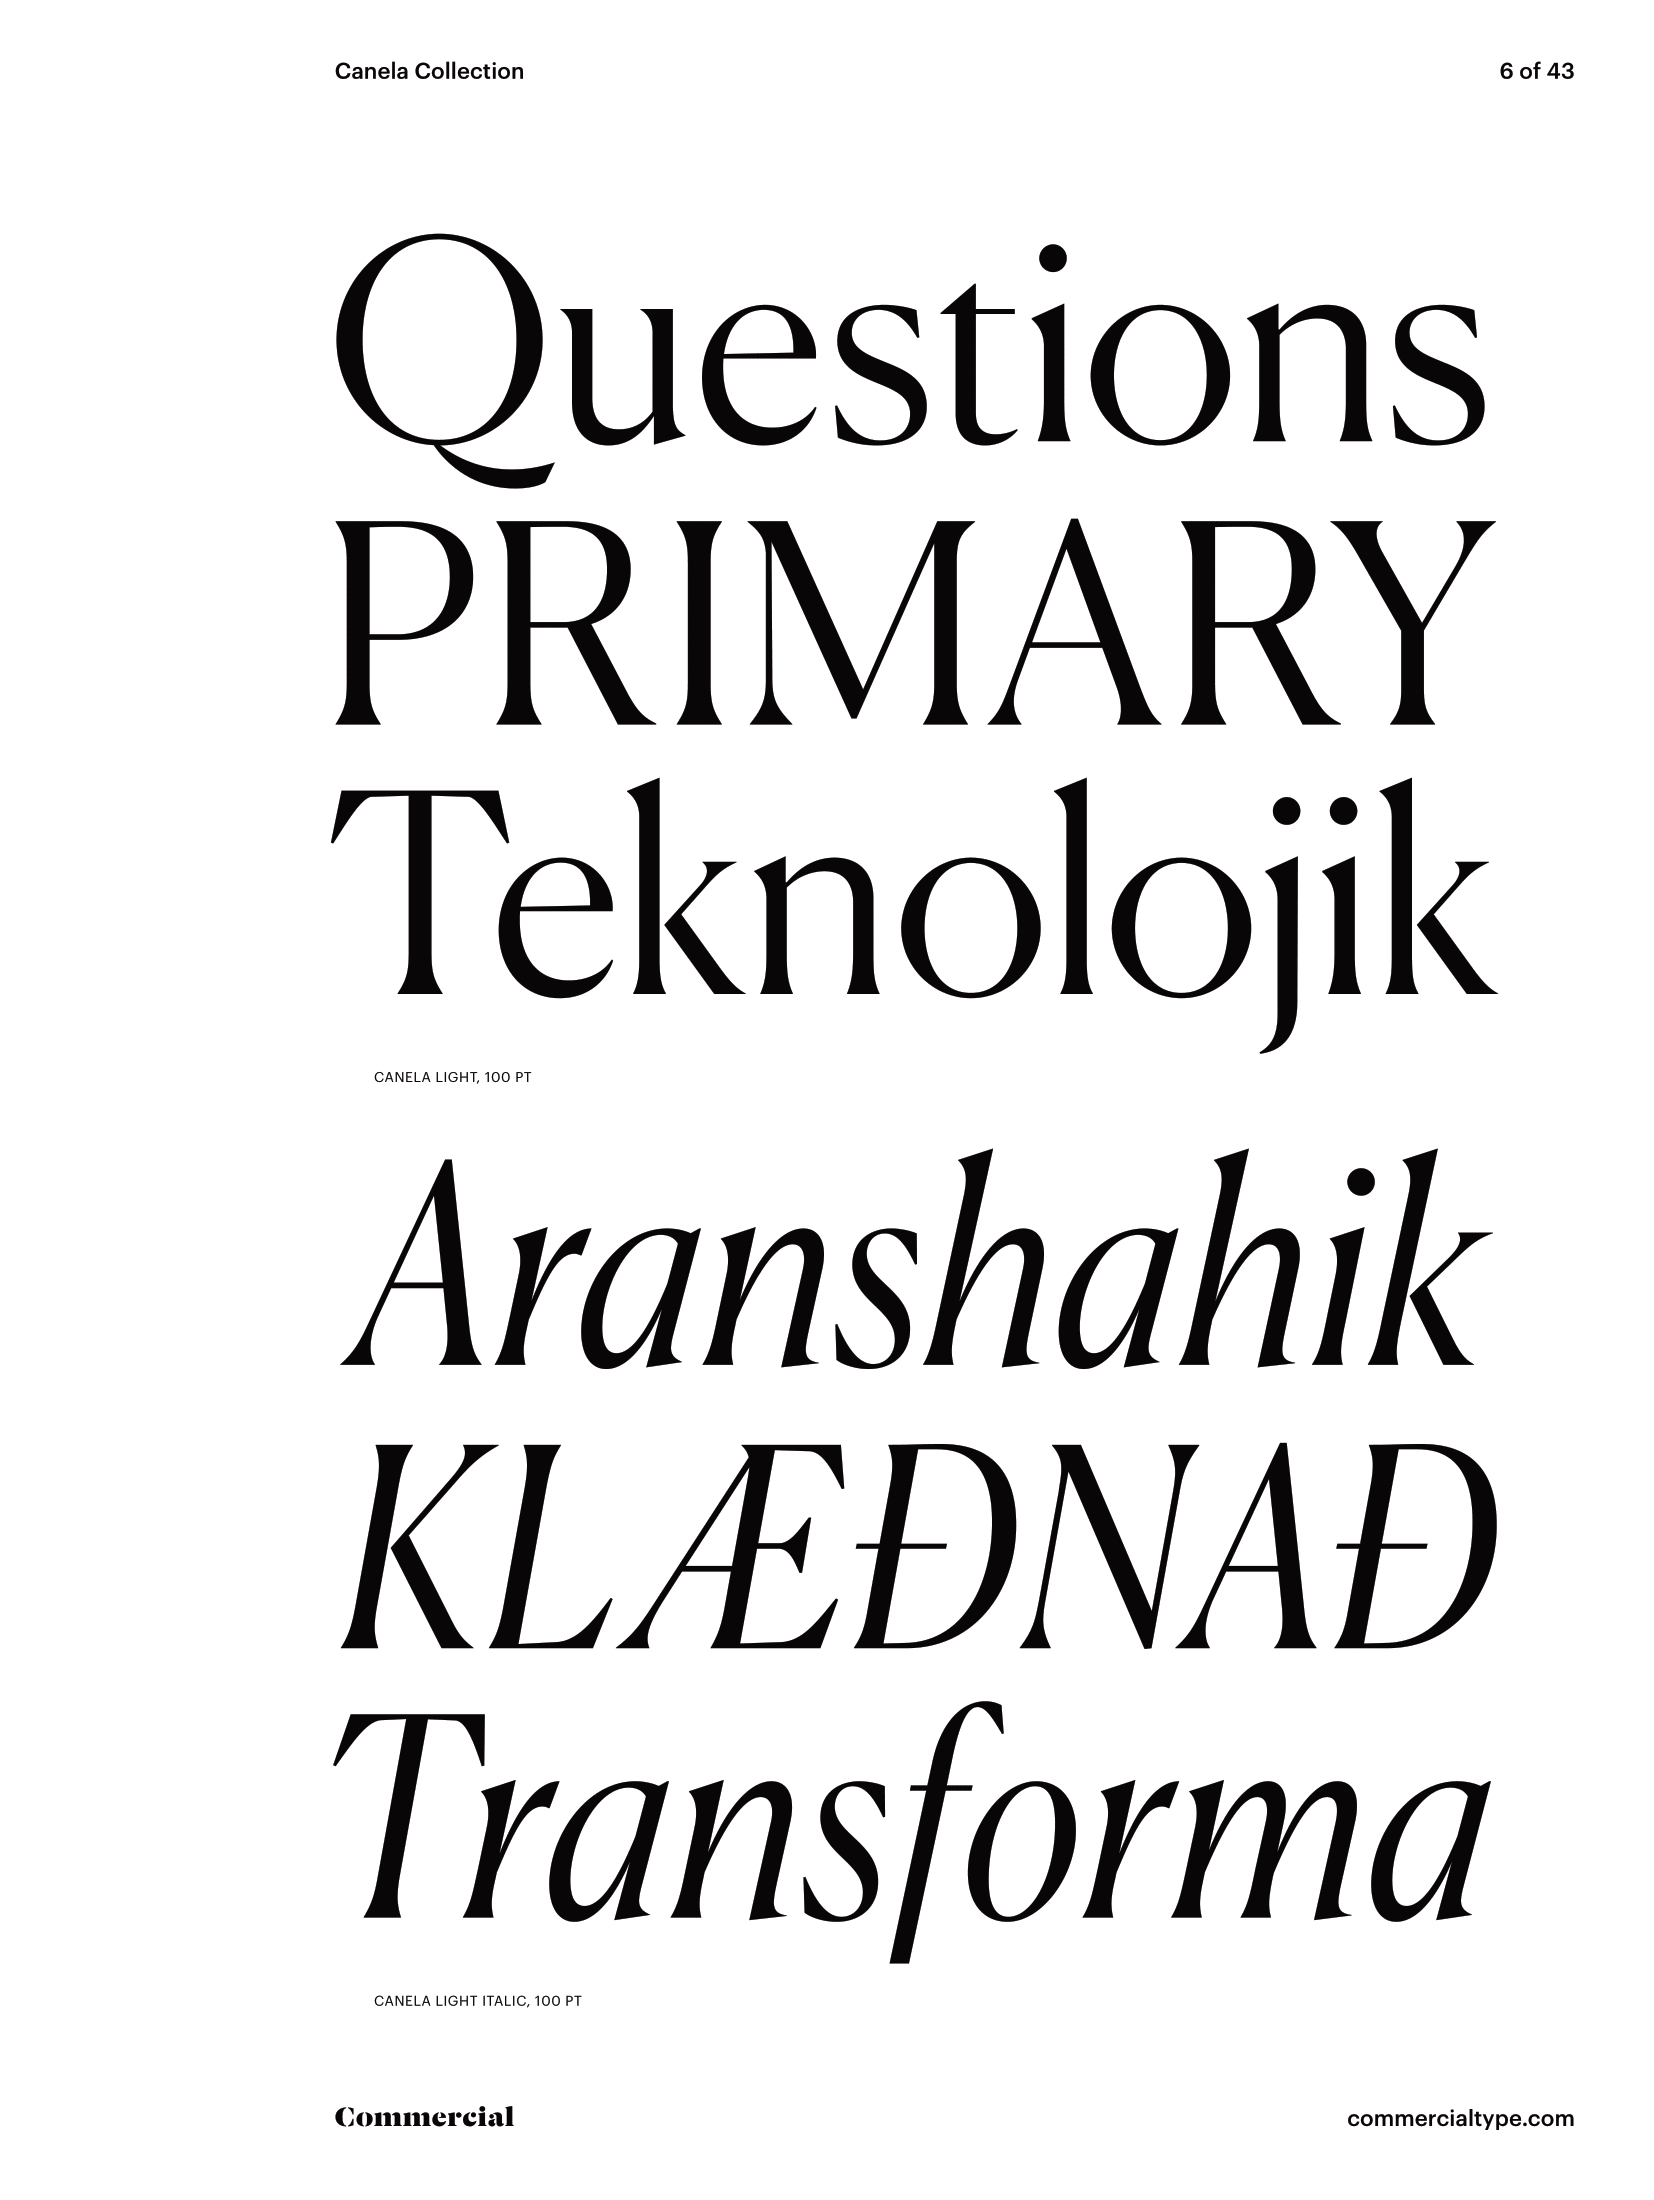 Canela Collection
6 of 43
Questions
PRIMARY
Teknolojik
CANELA LIGHT, 100 PT
Aranshahik
KLÆÐNAÐ
Transforma
CANELA LIGHT ITALIC, 100 PT
Commercial
commercialtype.com